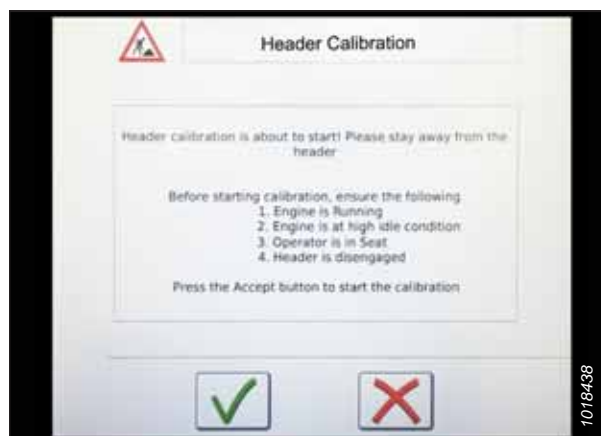 Header Calibration
Header calibration is about to start! Please stay away from the
header
Before starting calibration, ensure the following
1. Engine is Running
2. Engine is at high idle condition
3. Operator is in Seat
4. Header is disengaged
Press the Accept button to start the calibration
1018438